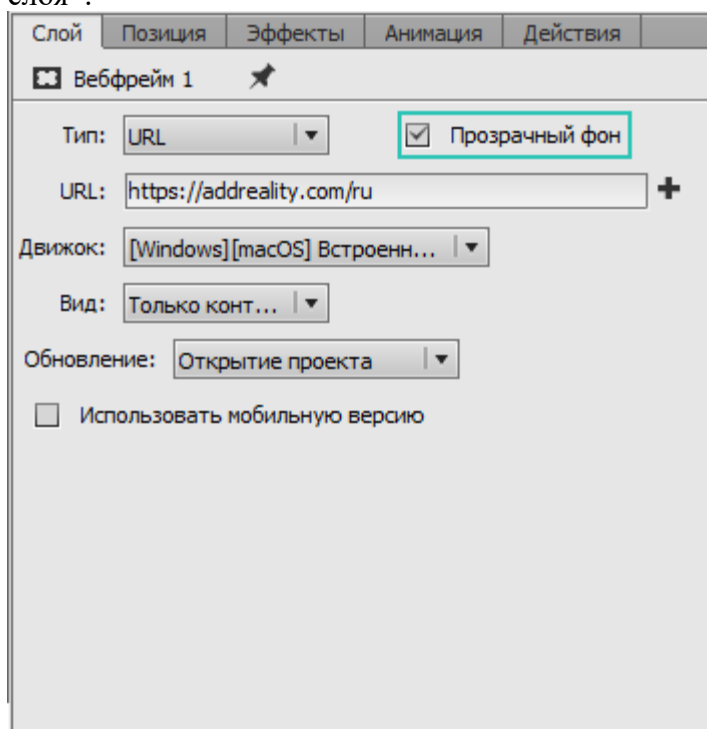 Слой Позиция Эффекты Анимация Действия
Вебфрейм 1
Тип: URL Прозрачный фон
URL: https://addreality.com/ru
Движок: [Windows][macOS] Встроенн...
Вид: Только конт...
Обновление: Открытие проекта
Использовать мобильную версию